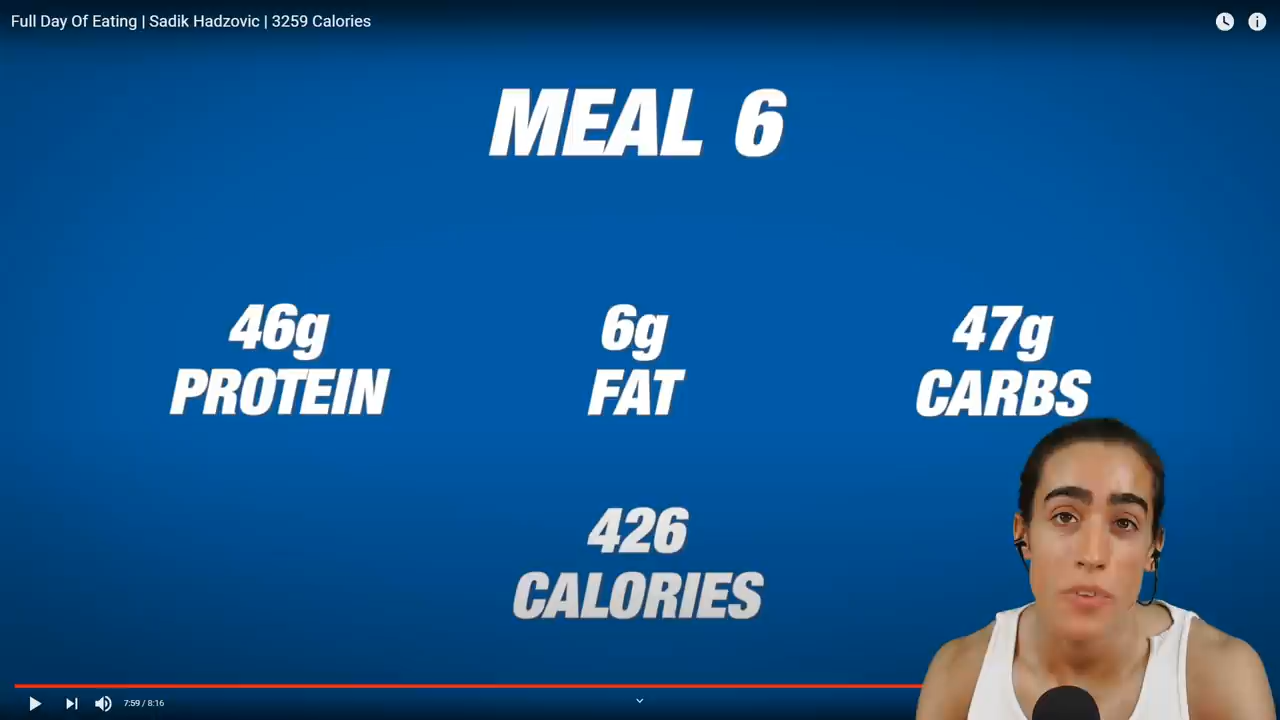 Full Day Of Eating | Sadik Hadzovic | 3259 Calories
MEAL 6
46g
PROTEIN
6g
FAT
47g
CARBS
426
CALORIES
7:59 / 8:16